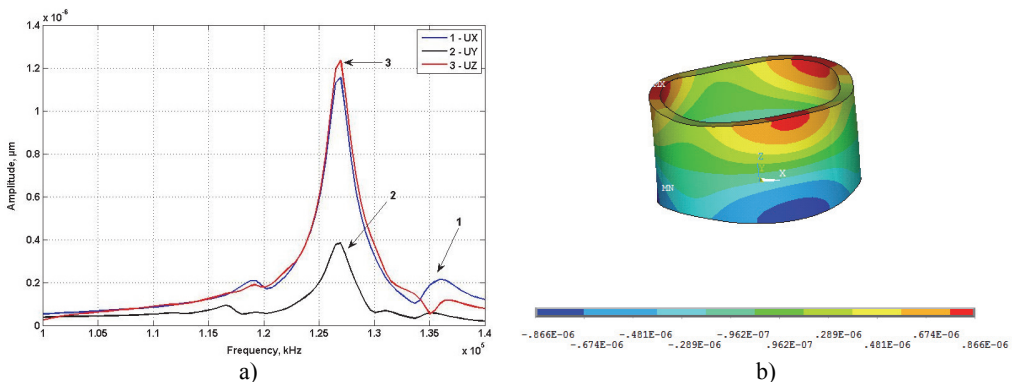 x 10⁻⁶
1.4
1.2
1
0.8
0.6
0.4
0.2
0
Amplitude, µm
1 - UX
2 - UY
3 - UZ
3
2
1
1 1.05 1.1 1.15 1.2 1.25 1.3 1.35 1.4
x 10⁵
Frequency, kHz
a)
MX
MN
Z
X
-.866E-06 -.481E-06 -.962E-07 .289E-06 .674E-06
-.674E-06 -.289E-06 .962E-07 .481E-06 .866E-06
b)